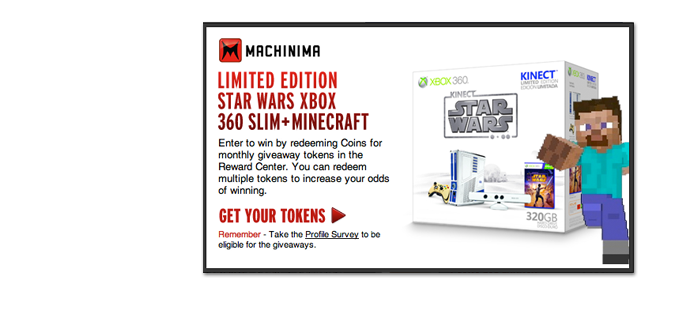 MACHINIMA
LIMITED EDITION
STAR WARS XBOX
360 SLIM+MINECRAFT
Enter to win by redeeming Coins for
monthly giveaway tokens in the
Reward Center. You can redeem
multiple tokens to increase your odds
of winning.
GET YOUR TOKENS
Remember - Take the Profile Survey to be
eligible for the giveaways.
XBOX 360
KINECT
LIMITED EDITION
EDICIÓN LIMITADA
KINECT
STAR
WARS
320GB